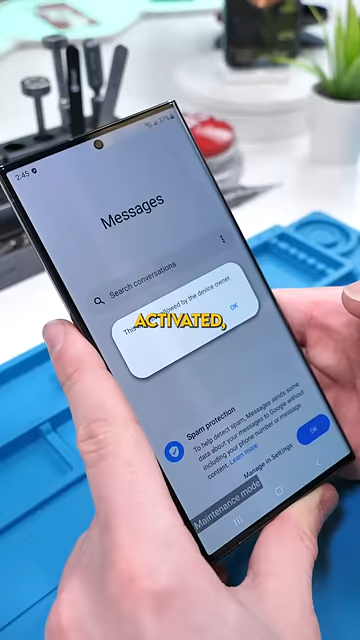 2:45
37%
Messages
Search conversations
allowed by the device owner.
OK
ACTIVATED,
Spam protection
To help detect spam, Messages sends some
data about your messages to Google without
including your phone number or message
content. Learn more
Manage in Settings
OK
Maintenance mode